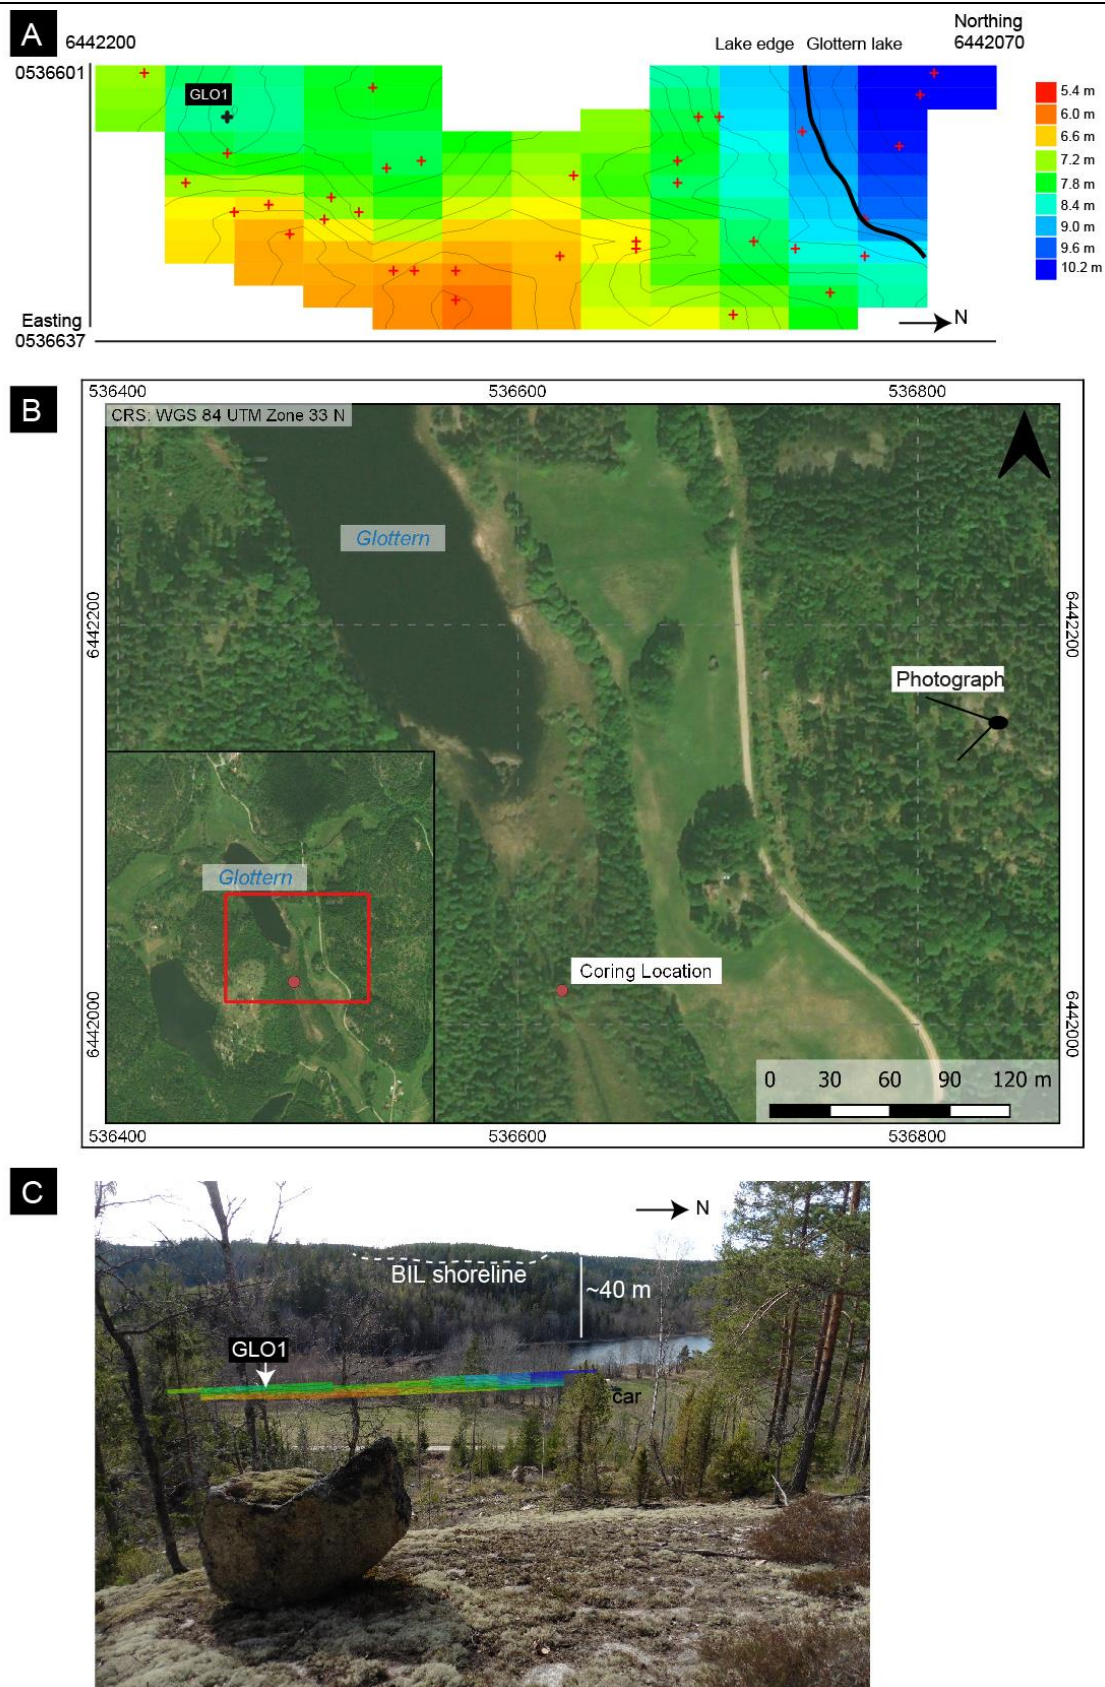 A
6442200
Northing
Lake edge Glottern lake 6442070
0536601
GLO1
5.4 m
6.0 m
6.6 m
7.2 m
7.8 m
8.4 m
9.0 m
9.6 m
10.2 m
Easting
0536637
N
B
536400 536600 536800
CRS: WGS 84 UTM Zone 33 N
Glottern
6442200 6442200
Photograph
Glottern
Coring Location
6442000 6442000
0 30 60 90 120 m
536400 536600 536800
C
N
BIL shoreline
~40 m
GLO1
car